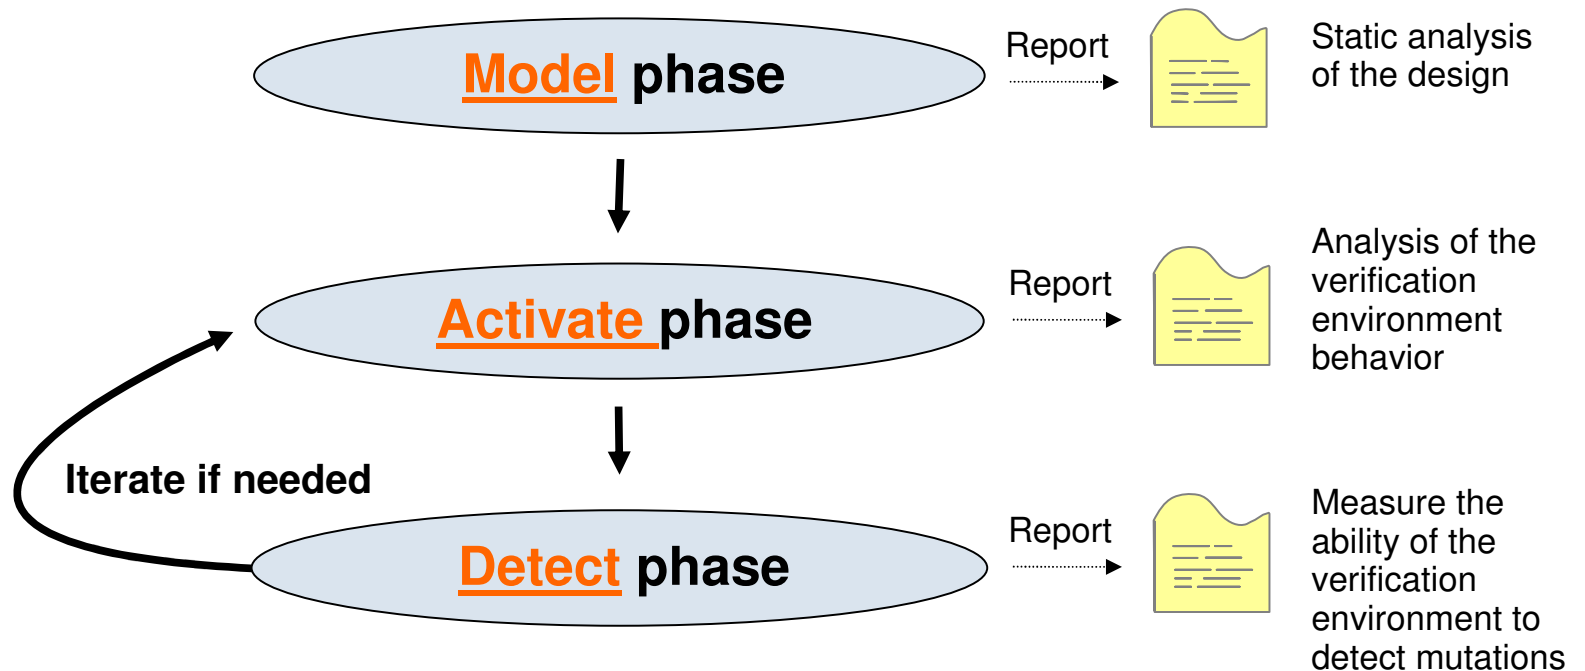 Model phase
Report
Static analysis
of the design
Activate phase
Report
Analysis of the
verification
environment
behavior
Iterate if needed
Detect phase
Report
Measure the
ability of the
verification
environment to
detect mutations